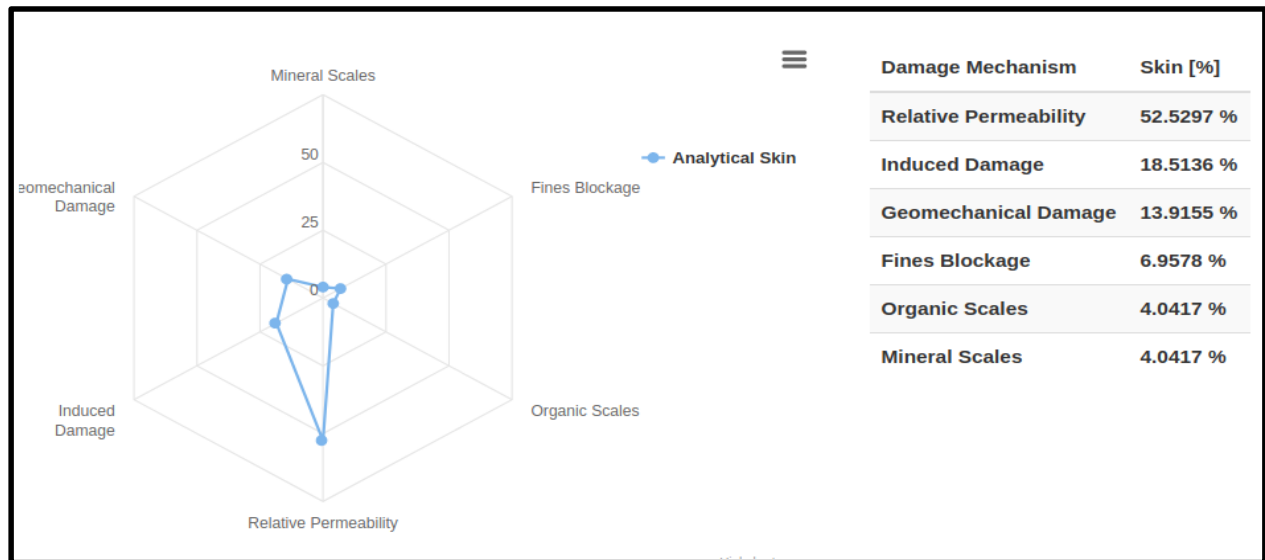 Mineral Scales
50
25
0
eomechanical
Damage
Fines Blockage
Induced
Damage
Organic Scales
Relative Permeability
Analytical Skin
Damage Mechanism Skin [%]
Relative Permeability 52.5297 %
Induced Damage 18.5136 %
Geomechanical Damage 13.9155 %
Fines Blockage 6.9578 %
Organic Scales 4.0417 %
Mineral Scales 4.0417 %